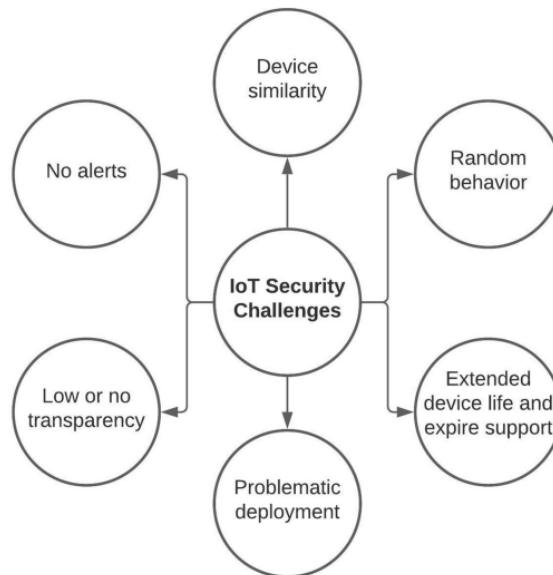 Device
similarity
No alerts
Random
behavior
IoT Security
Challenges
Low or no
transparency
Extended
device life and
expire support
Problematic
deployment